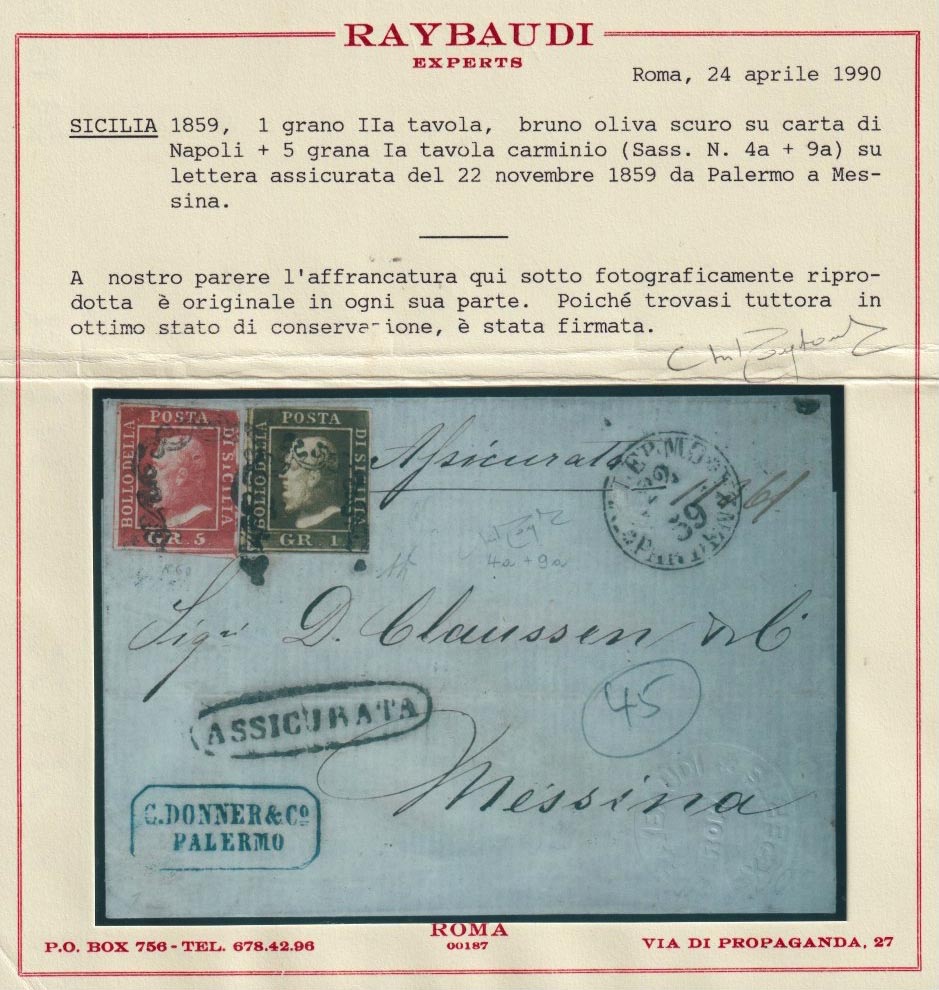 RAYBAUDI
EXPERTS
Roma, 24 aprile 1990
SICILIA 1859, 1 grano IIa tavola, bruno oliva scuro su carta di
Napoli + 5 grana Ia tavola carminio (Sass. N. 4a + 9a) su
lettera assicurata del 22 novembre 1859 da Palermo a Mes-
sina.
A nostro parere l'affrancatura qui sotto fotograficamente ripro-
dotta è originale in ogni sua parte. Poiché trovasi tuttora in
ottimo stato di conservazione, è stata firmata.
POSTA
BOLLO DELLA
DI SICILIA
GR. 5
POSTA
BOLLO DELLA
DI SICILIA
GR. 1
Assicurata
59
4a + 9a
Sigri D. Claussen & C
ASSICURATA
45
Messina
C. DONNER & Co
PALERMO
ROMA
00187
P.O. BOX 756 - TEL. 678.42.96
VIA DI PROPAGANDA, 27